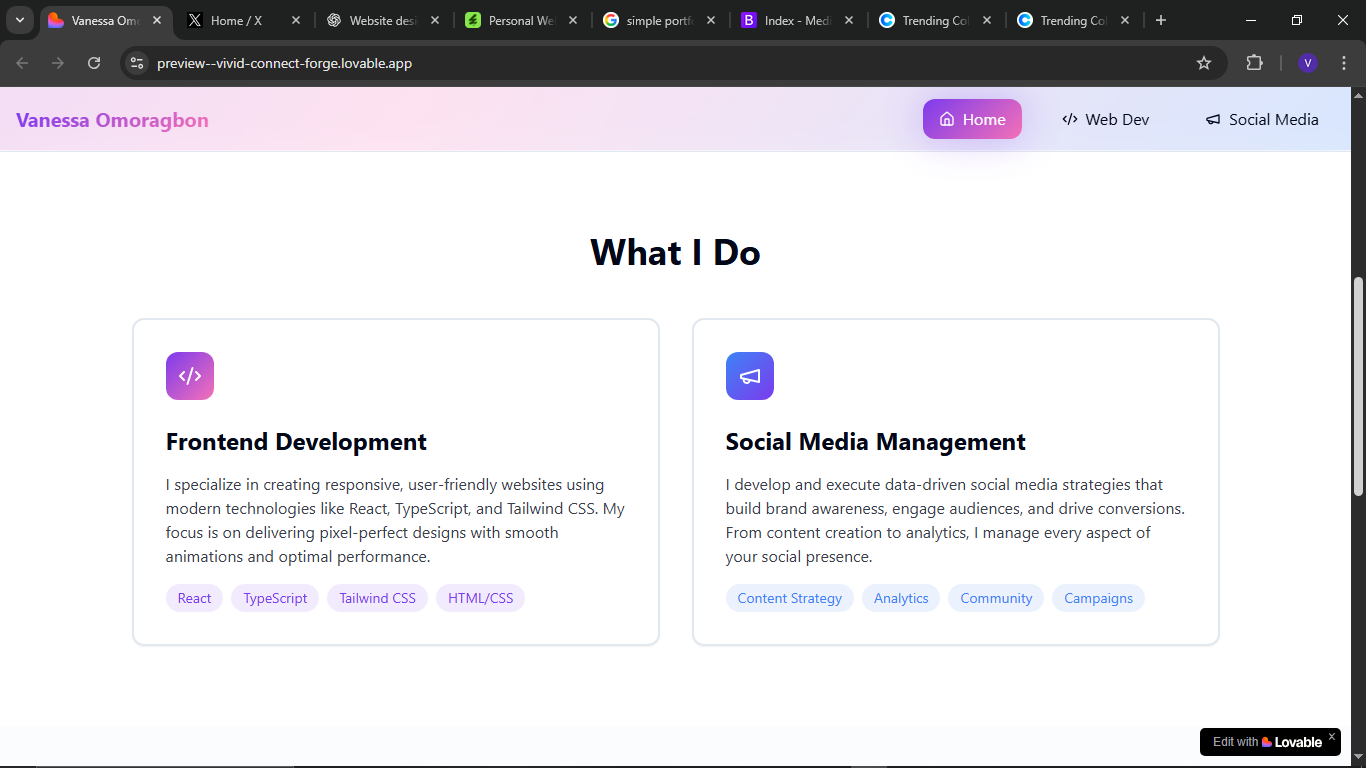 Vanessa Omo
Home / X
Website desi
Personal We
simple portf
Index - Medi
Trending Col
Trending Col
preview--vivid-connect-forge.lovable.app
V
Vanessa Omoragbon
Home
Web Dev
Social Media
What I Do
Frontend Development
I specialize in creating responsive, user-friendly websites using
modern technologies like React, TypeScript, and Tailwind CSS. My
focus is on delivering pixel-perfect designs with smooth
animations and optimal performance.
React TypeScript Tailwind CSS HTML/CSS
Social Media Management
I develop and execute data-driven social media strategies that
build brand awareness, engage audiences, and drive conversions.
From content creation to analytics, I manage every aspect of
your social presence.
Content Strategy Analytics Community Campaigns
Edit with Lovable